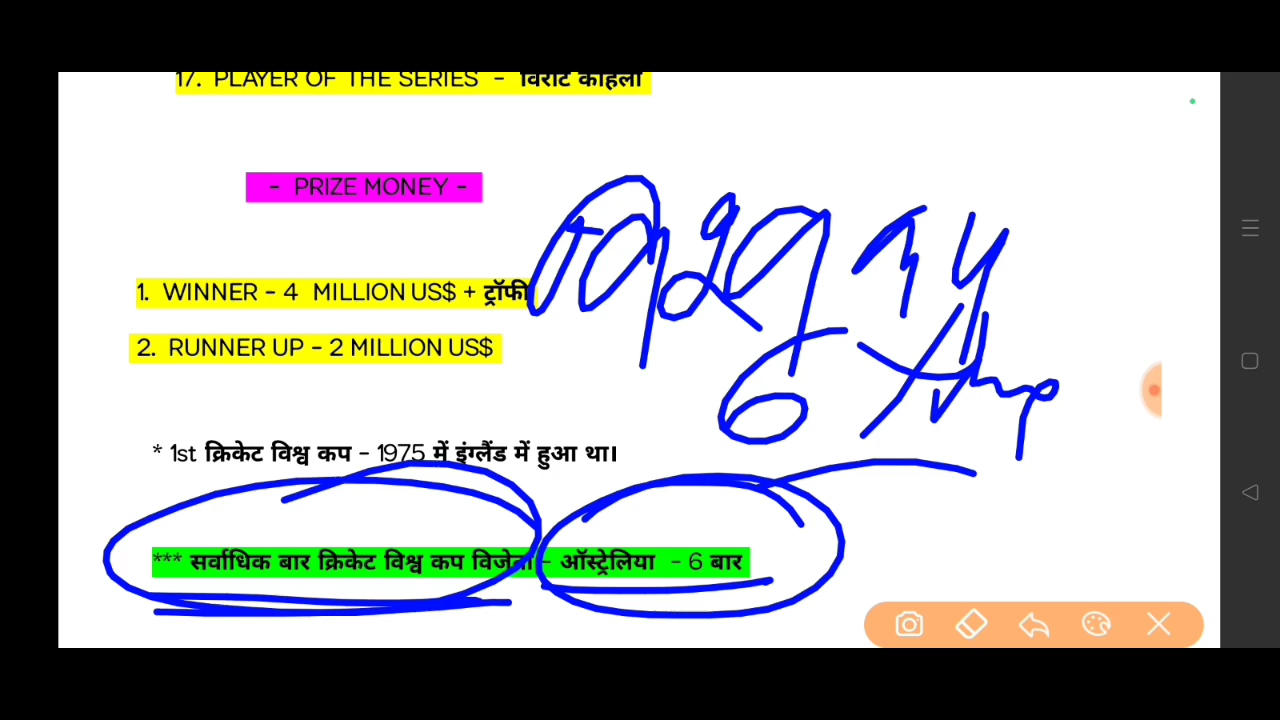 17. PLAYER OF THE SERIES - विराट कोहली
- PRIZE MONEY -
1. WINNER - 4 MILLION US$ + ट्रॉफी
2. RUNNER UP - 2 MILLION US$
6
* 1st क्रिकेट विश्व कप - 1975 में इंग्लैंड में हुआ था।
*** सर्वाधिक बार क्रिकेट विश्व कप विजेता - ऑस्ट्रेलिया - 6 बार